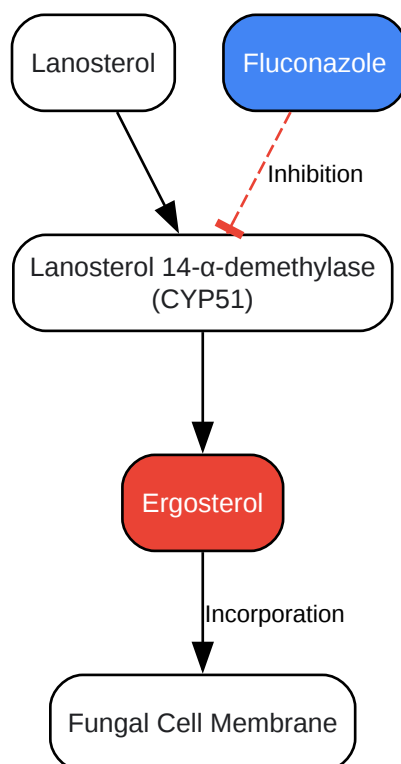 Lanosterol
Fluconazole
Inhibition
Lanosterol 14-α-demethylase
(CYP51)
Ergosterol
Incorporation
Fungal Cell Membrane